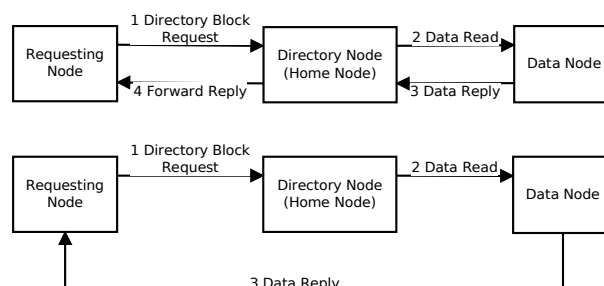 1 Directory Block
Request
Requesting
Node
Directory Node
(Home Node)
2 Data Read
Data Node
4 Forward Reply
3 Data Reply
1 Directory Block
Request
Requesting
Node
Directory Node
(Home Node)
2 Data Read
Data Node
3 Data Reply